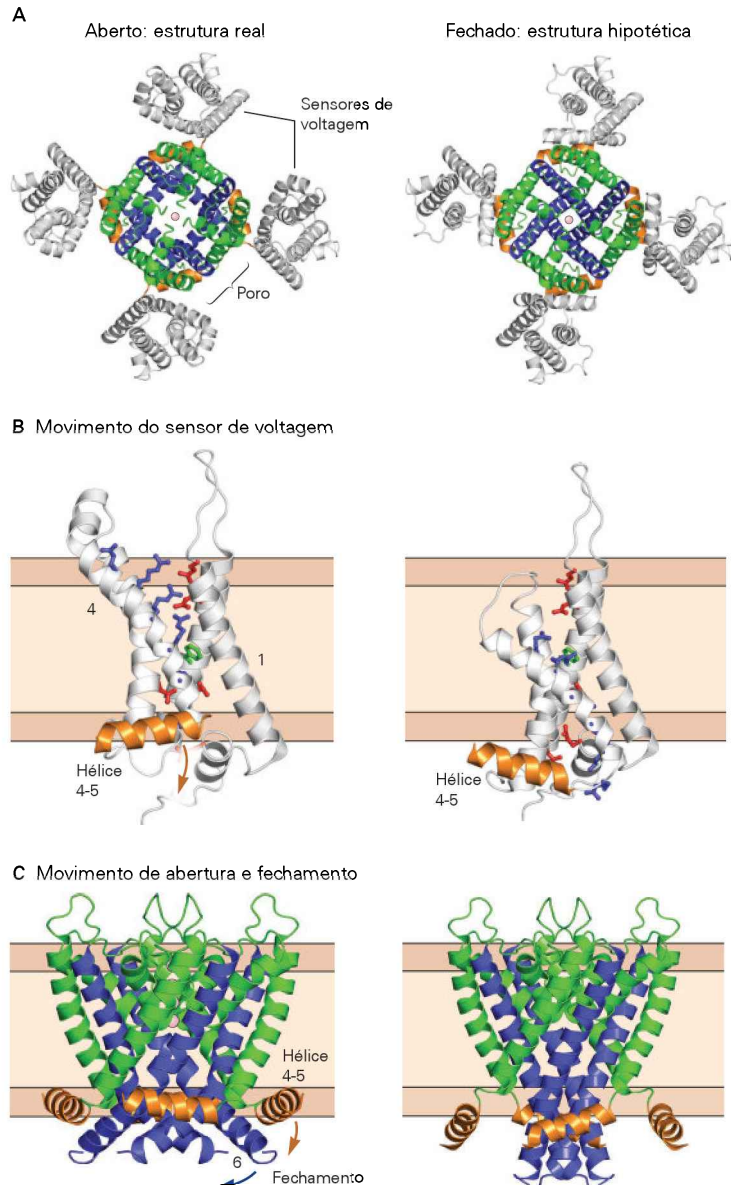 A
Aberto: estrutura real
Fechado: estrutura hipotética
Sensores de
voltagem
Poro
B Movimento do sensor de voltagem
4
1
Hélice
4-5
Hélice
4-5
C Movimento de abertura e fechamento
Hélice
4-5
6
Fechamento